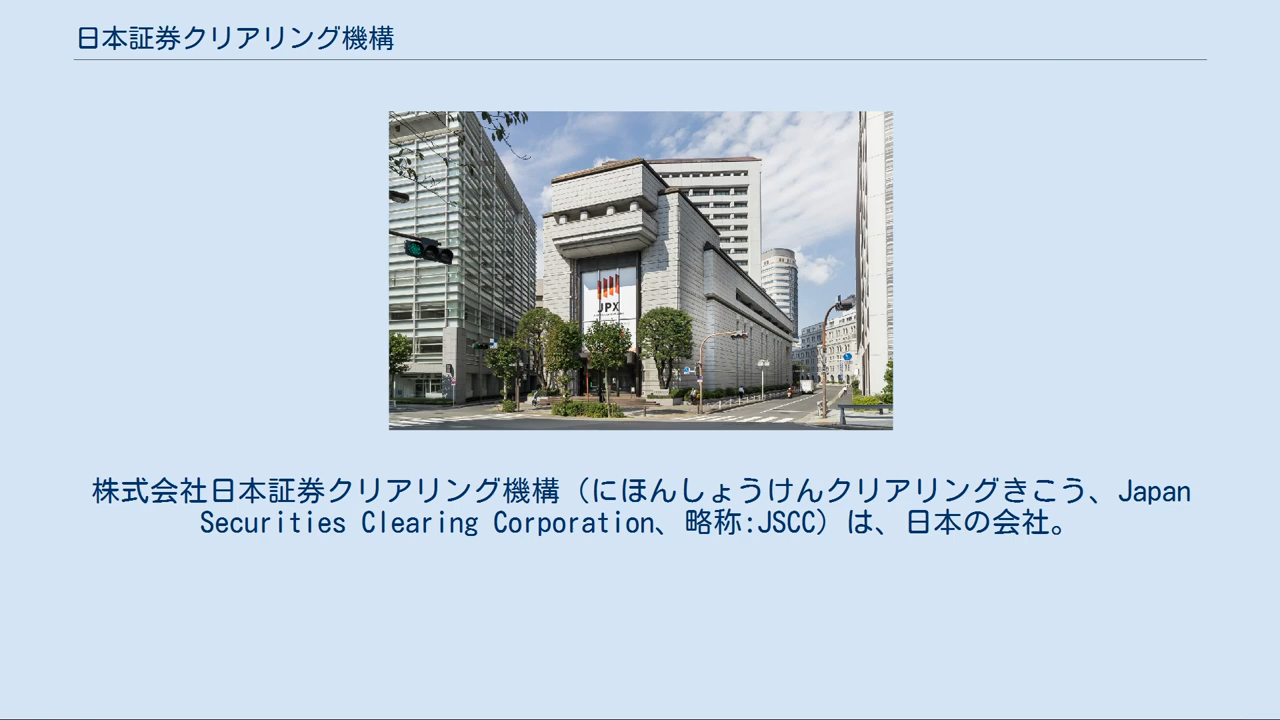 日本証券クリアリング機構
JPX
株式会社日本証券クリアリング機構（にほんしょうけんクリアリングきこう、Japan
Securities Clearing Corporation、略称:JSCC）は、日本の会社。